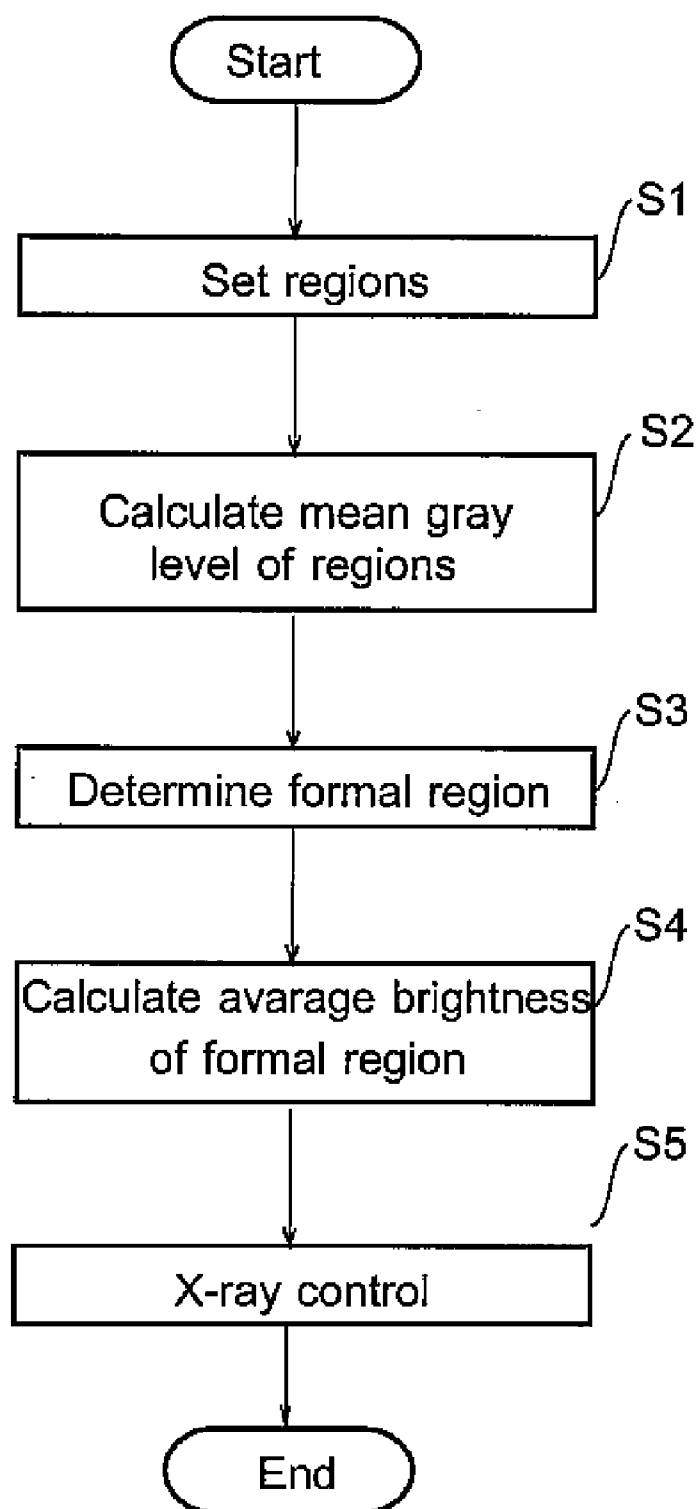 Start
S1
Set regions
S2
Calculate mean gray
level of regions
S3
Determine formal region
S4
Calculate avarage brightness
of formal region
S5
X-ray control
End